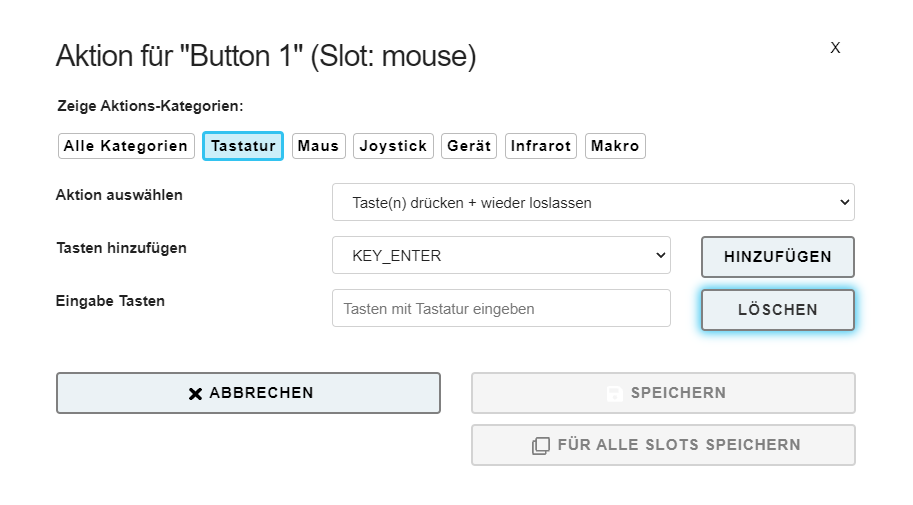 Aktion für "Button 1" (Slot: mouse)
X
Zeige Aktions-Kategorien:
Alle Kategorien Tastatur Maus Joystick Gerät Infrarot Makro
Aktion auswählen Taste(n) drücken + wieder loslassen
Tasten hinzufügen KEY_ENTER HINZUFÜGEN
Eingabe Tasten Tasten mit Tastatur eingeben LÖSCHEN
ABBRECHEN SPEICHERN
FÜR ALLE SLOTS SPEICHERN